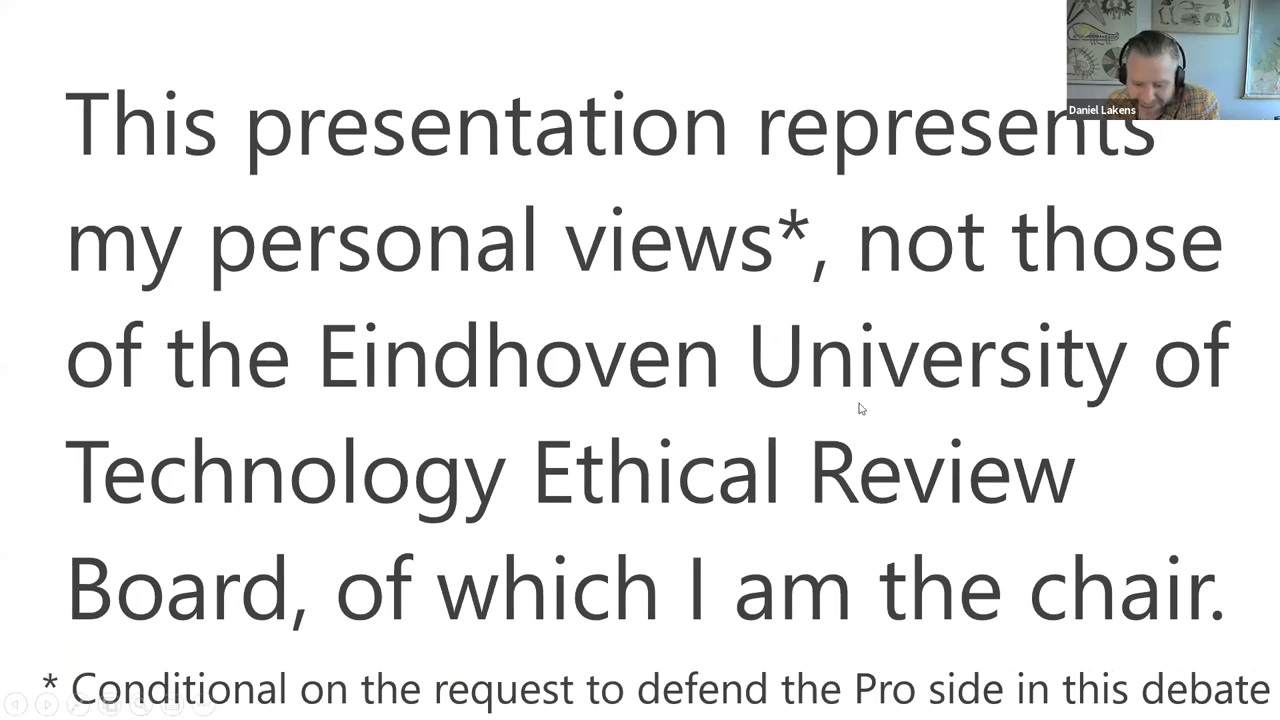 Daniel Lakens
This presentation represents
my personal views*, not those
of the Eindhoven University of
Technology Ethical Review
Board, of which I am the chair.
* Conditional on the request to defend the Pro side in this debate